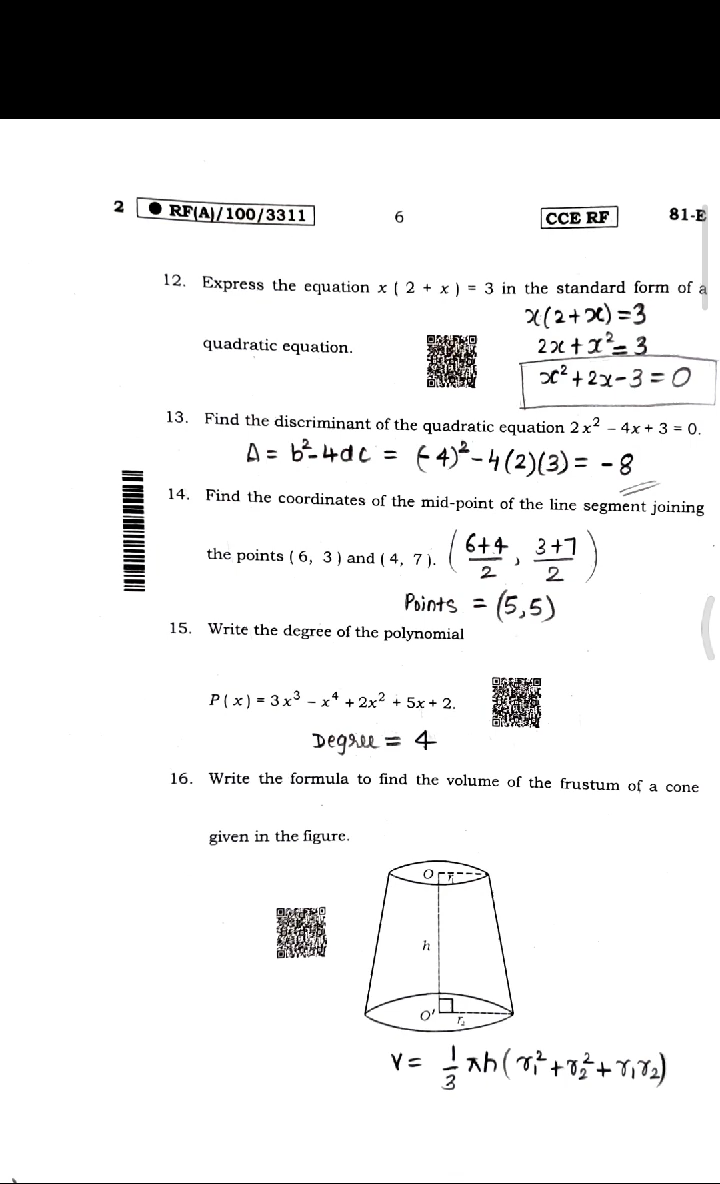 2 ● RF(A)/100/3311 6 CCE RF 81-E
12. Express the equation x ( 2 + x ) = 3 in the standard form of a
x(2+x)=3
quadratic equation.
2x+x²=3
x²+2x-3=0
13. Find the discriminant of the quadratic equation 2x² – 4x + 3 = 0.
Δ = b²-4ac = (-4)²-4(2)(3) = -8
14. Find the coordinates of the mid-point of the line segment joining
the points ( 6, 3 ) and ( 4, 7 ). (6+4/2 , 3+7/2)
Points = (5,5)
15. Write the degree of the polynomial
P ( x ) = 3x³ – x⁴ + 2x² + 5x + 2.
Degree = 4
16. Write the formula to find the volume of the frustum of a cone
given in the figure.
O r₁
h
O′ r₂
V = 1/3 πh(r₁²+r₂²+r₁r₂)